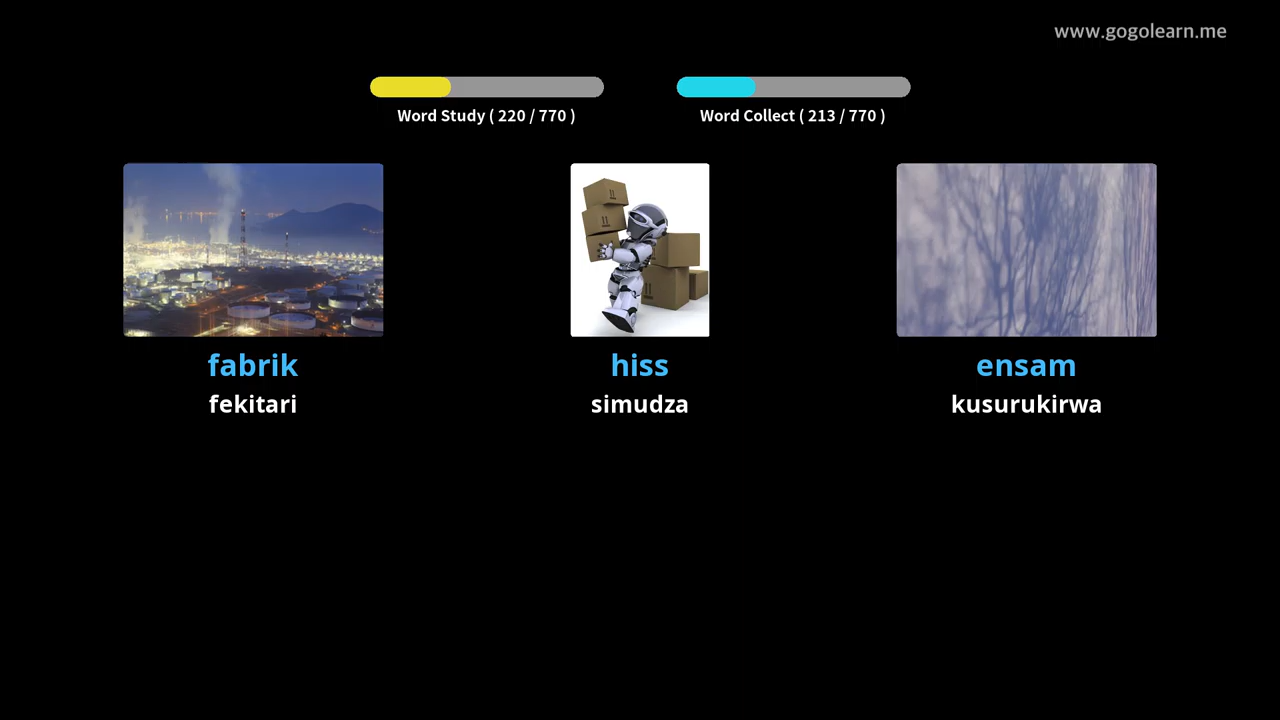 www.gogolearn.me
Word Study ( 220 / 770 )
Word Collect ( 213 / 770 )
fabrik
fekitari
hiss
simudza
ensam
kusurukirwa